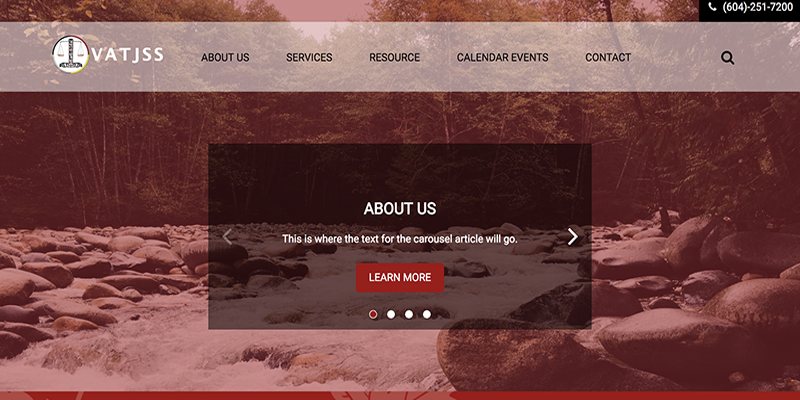 (604)-251-7200
VATJSS
ABOUT US
SERVICES
RESOURCE
CALENDAR EVENTS
CONTACT
ABOUT US
This is where the text for the carousel article will go.
LEARN MORE